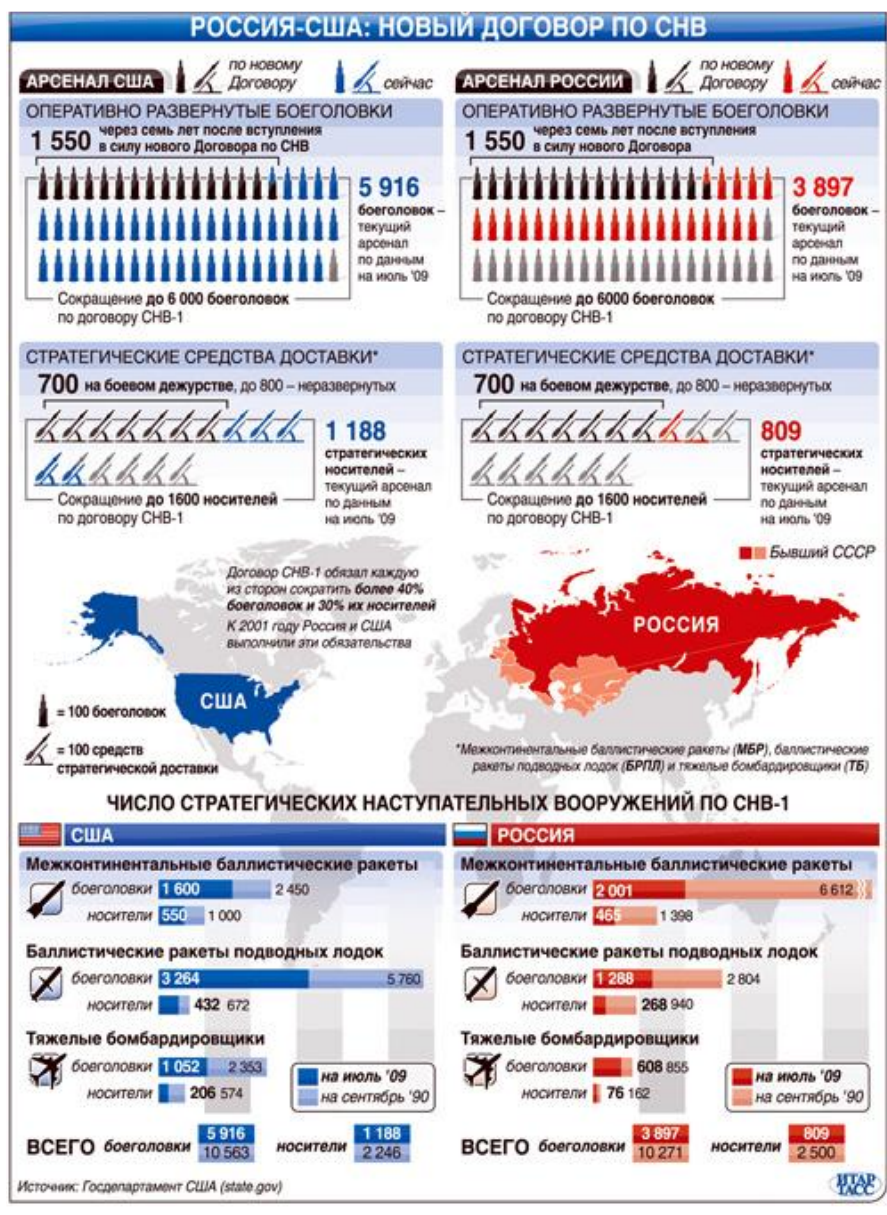 РОССИЯ-США: НОВЫЙ ДОГОВОР ПО СНВ
АРСЕНАЛ США
по новому
Договору
сейчас
ОПЕРАТИВНО РАЗВЕРНУТЫЕ БОЕГОЛОВКИ
1 550 через семь лет после вступления
в силу нового Договора по СНВ
5 916
боеголовок –
текущий
арсенал
по данным
на июль '09
Сокращение до 6 000 боеголовок
по договору СНВ-1
СТРАТЕГИЧЕСКИЕ СРЕДСТВА ДОСТАВКИ*
700 на боевом дежурстве, до 800 – неразвернутых
1 188
стратегических
носителей –
текущий арсенал
по данным
на июль '09
Сокращение до 1600 носителей
по договору СНВ-1
АРСЕНАЛ РОССИИ
по новому
Договору
сейчас
ОПЕРАТИВНО РАЗВЕРНУТЫЕ БОЕГОЛОВКИ
1 550 через семь лет после вступления
в силу нового Договора
3 897
боеголовок –
текущий
арсенал
по данным
на июль '09
Сокращение до 6000 боеголовок
по договору СНВ-1
СТРАТЕГИЧЕСКИЕ СРЕДСТВА ДОСТАВКИ*
700 на боевом дежурстве, до 800 – неразвернутых
809
стратегических
носителей –
текущий арсенал
по данным
на июль '09
Сокращение до 1600 носителей
по договору СНВ-1
Бывший СССР
Договор СНВ-1 обязал каждую
из сторон сократить более 40%
боеголовок и 30% их носителей
К 2001 году Россия и США
выполнили эти обязательства
РОССИЯ
США
= 100 боеголовок
= 100 средств
стратегической доставки
*Межконтинентальные баллистические ракеты (МБР), баллистические
ракеты подводных лодок (БРПЛ) и тяжелые бомбардировщики (ТБ)
ЧИСЛО СТРАТЕГИЧЕСКИХ НАСТУПАТЕЛЬНЫХ ВООРУЖЕНИЙ ПО СНВ-1
США
Межконтинентальные баллистические ракеты
боеголовки 1 600 2 450
носители 550 1 000
Баллистические ракеты подводных лодок
боеголовки 3 264 5 760
носители 432 672
Тяжелые бомбардировщики
боеголовки 1 052 2 353
носители 206 574
на июль '09
на сентябрь '90
ВСЕГО боеголовки 5 916 10 563 носители 1 188 2 246
РОССИЯ
Межконтинентальные баллистические ракеты
боеголовки 2 001 6 612
носители 465 1 398
Баллистические ракеты подводных лодок
боеголовки 1 288 2 804
носители 268 940
Тяжелые бомбардировщики
боеголовки 608 855
носители 76 162
на июль '09
на сентябрь '90
ВСЕГО боеголовки 3 897 10 271 носители 809 2 500
Источник: Госдепартамент США (state.gov)
ИТАР
ТАСС